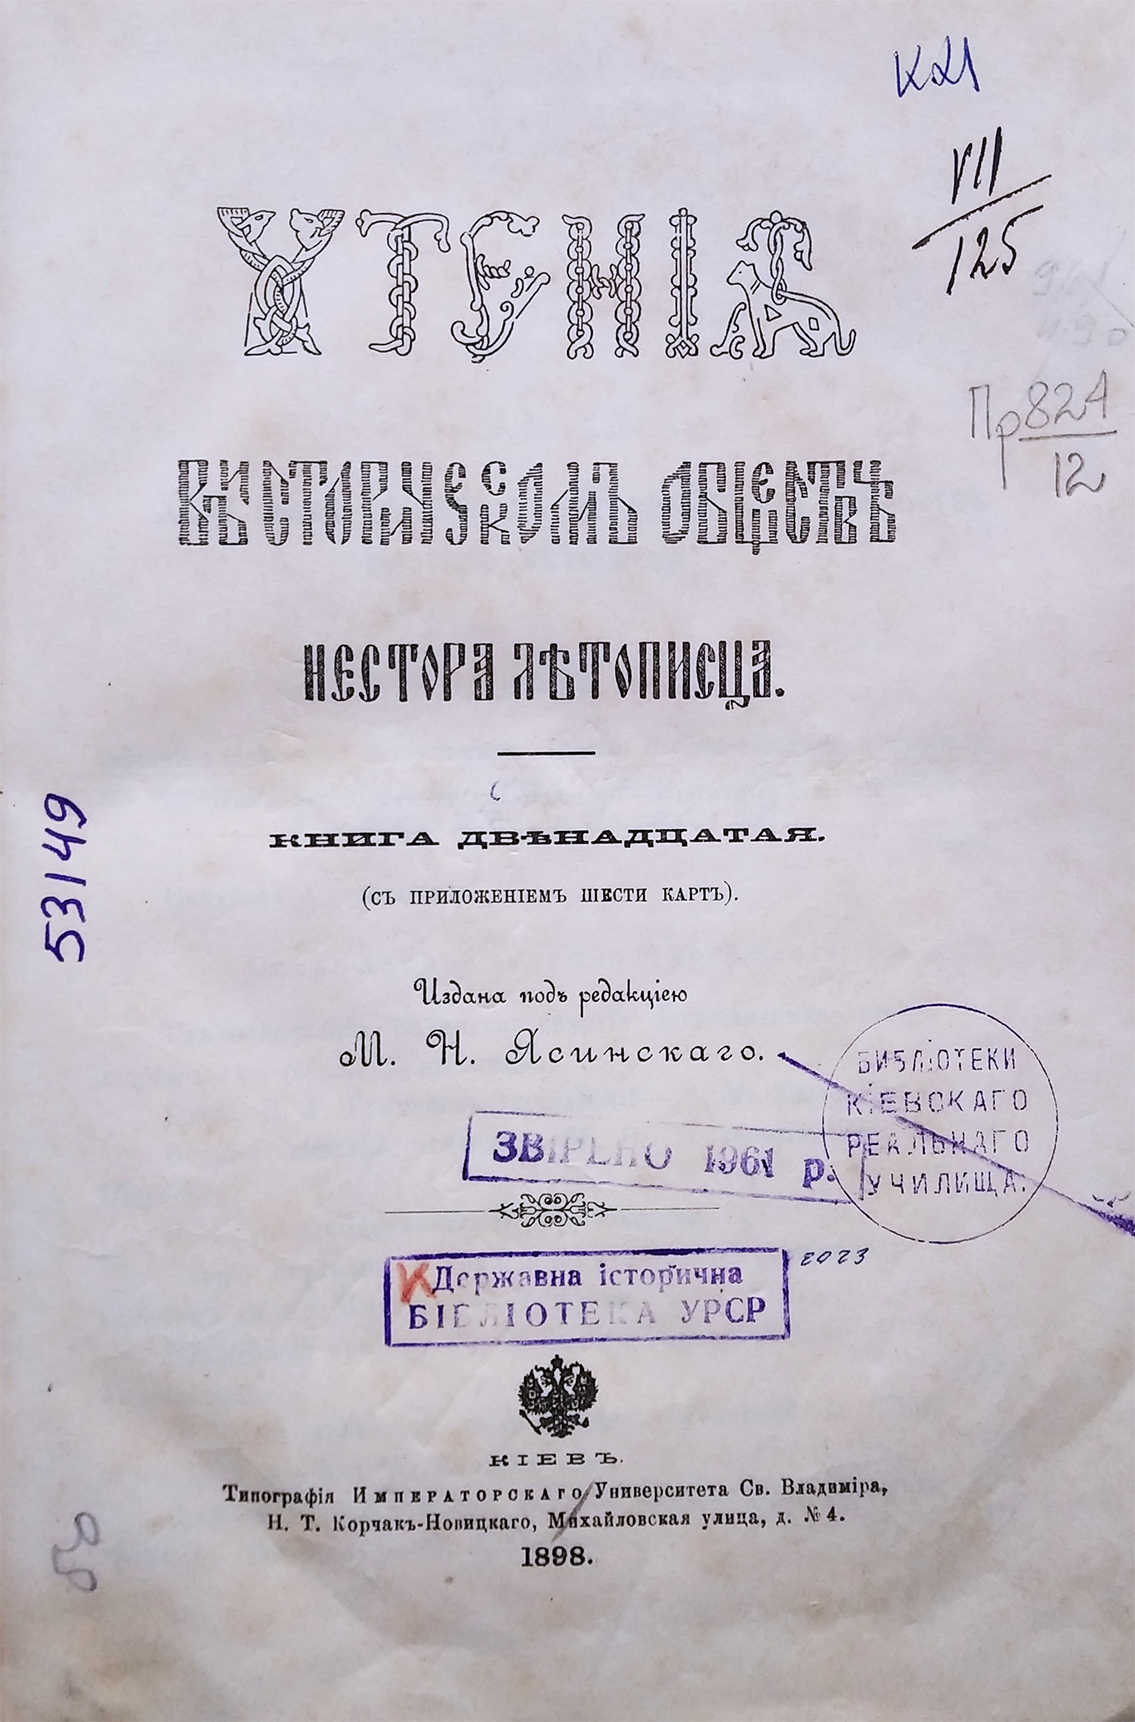 К21
VII
125
ЧТЕНІЯ
Пр 824
12
ВЪ ИСТОРИЧЕСКОМЪ ОБЩЕСТВѢ
НЕСТОРА ЛѢТОПИСЦА.
53149
КНИГА ДВѢНАДЦАТАЯ.
(СЪ ПРИЛОЖЕНІЕМЪ ШЕСТИ КАРТЪ).
Издана подъ редакціею
М. Н. Ясинскаго.
БИБЛІОТЕКИ
КІЕВСКАГО
РЕАЛЬНАГО
УЧИЛИЩА.
ЗВІРЕНО 1961 р.
2023
К Державна історична
БІБЛІОТЕКА УРСР
КІЕВЪ.
Типографія ИМПЕРАТОРСКАГО Университета Св. Владиміра,
Н. Т. Корчакъ-Новицкаго, Михайловская улица, д. № 4.
1898.